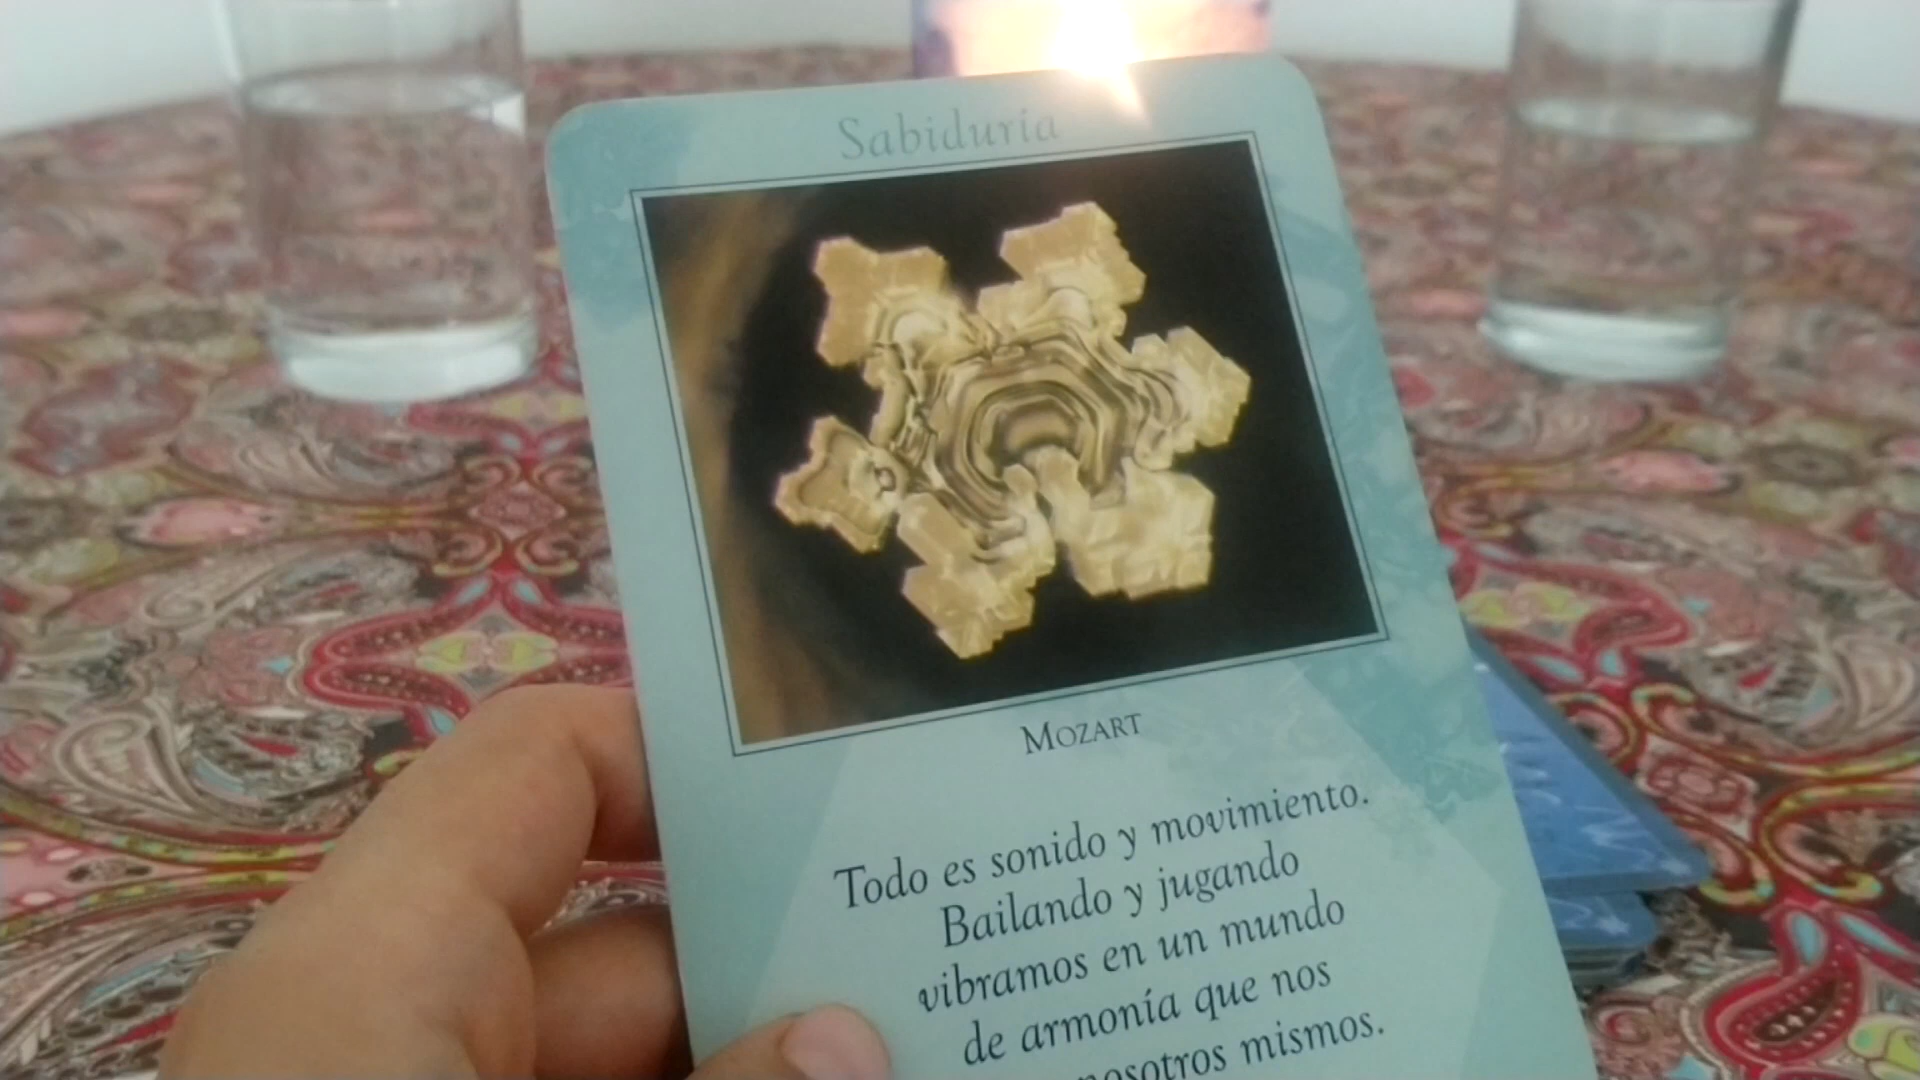 Sabiduría
MOZART
Todo es sonido y movimiento.
Bailando y jugando
vibramos en un mundo
de armonía que nos
nosotros mismos.